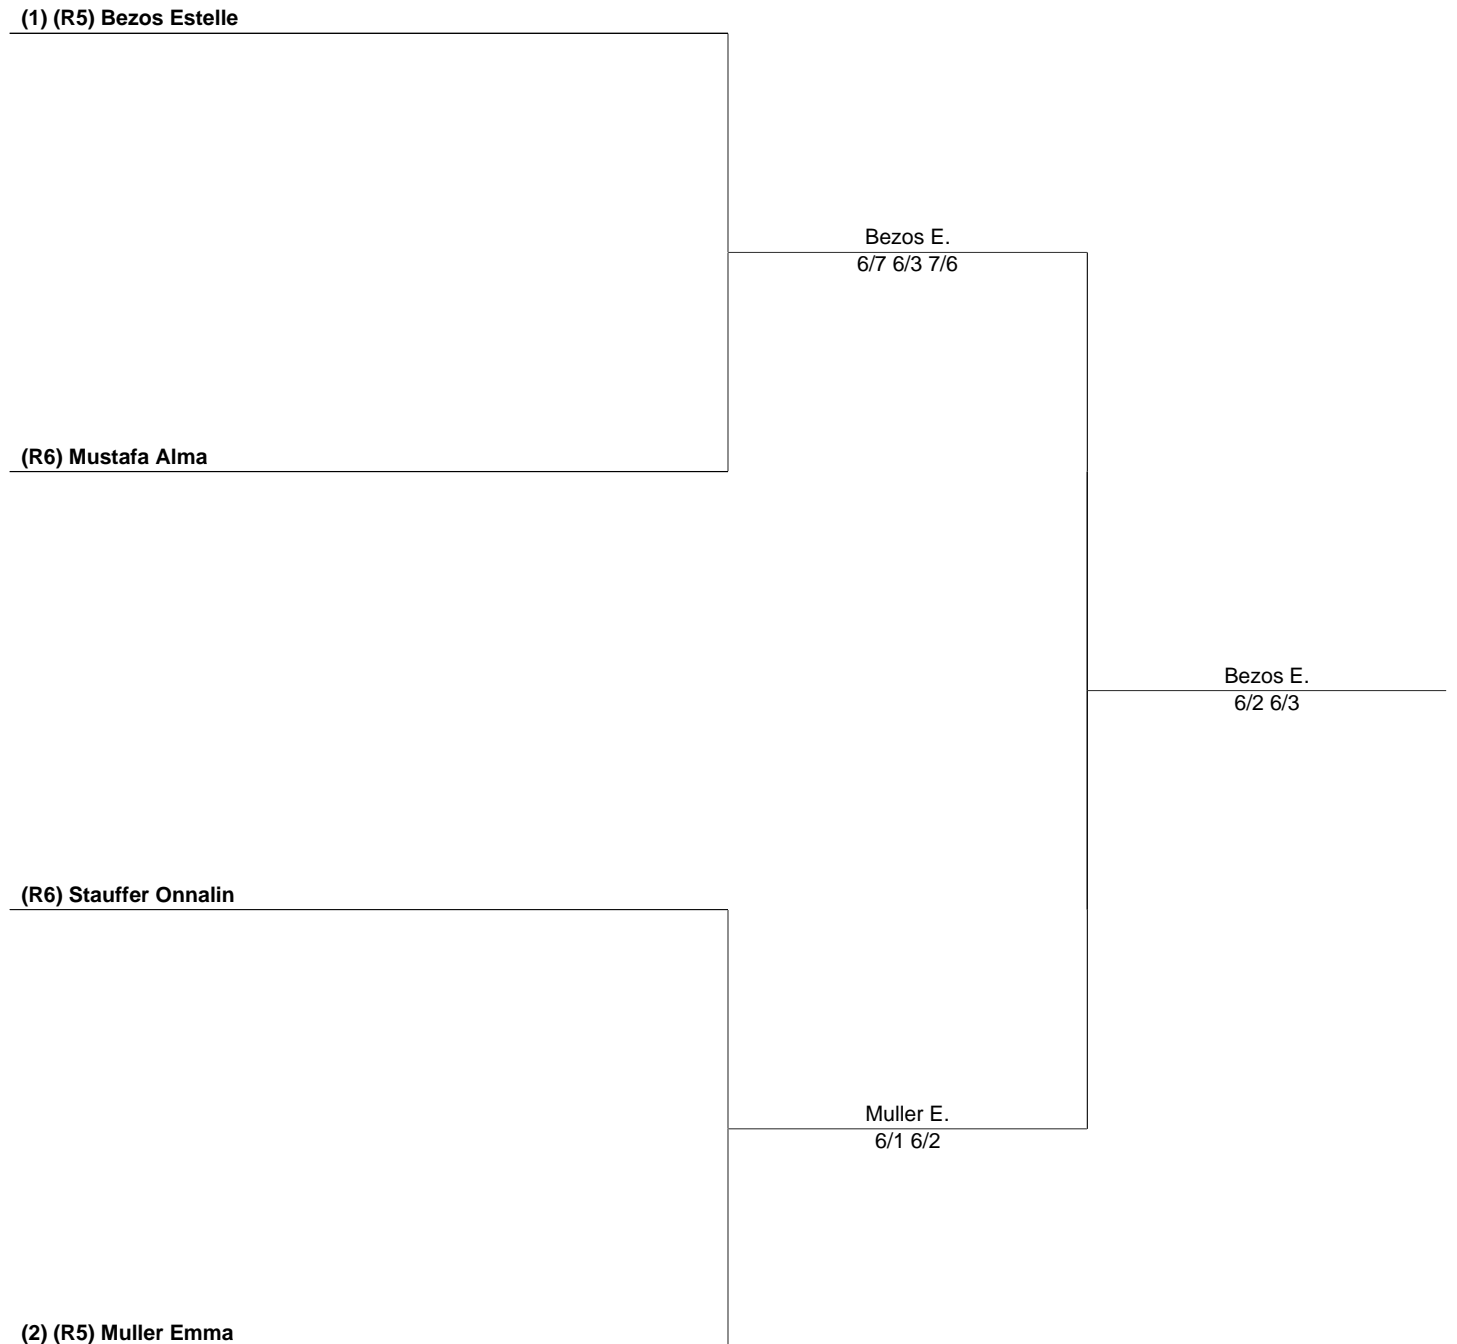 (1) (R5) Bezos Estelle
Bezos E.
6/7 6/3 7/6
(R6) Mustafa Alma
Bezos E.
6/2 6/3
(R6) Stauffer Onnalin
Muller E.
6/1 6/2
(2) (R5) Muller Emma